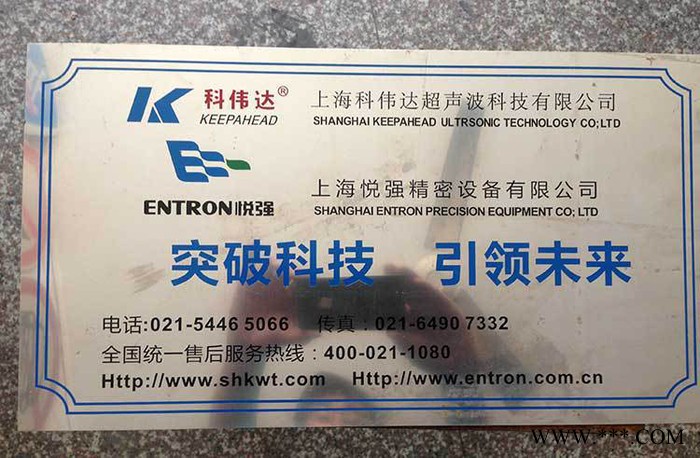 科伟达® 上海科伟达超声波科技有限公司
KEEPAHEAD SHANGHAI KEEPAHEAD ULTRSONIC TECHNOLOGY CO;LTD
上海悦强精密设备有限公司
ENTRON悦强 SHANGHAI ENTRON PRECISION EQUIPMENT CO; LTD
突破科技 引领未来
电话:021-5446 5066 传真:021-6490 7332
全国统一售后服务热线:400-021-1080
Http://www.shkwt.com Http://www.entron.com.cn
WWW.***.COM